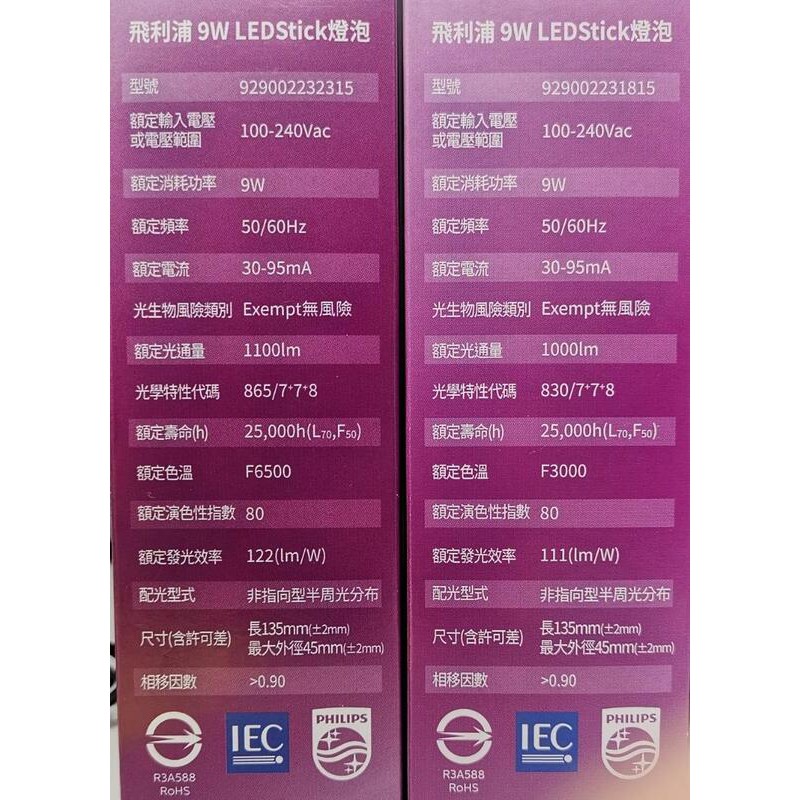 飛利浦 9W LEDStick燈泡
型號 929002232315
額定輸入電壓
或電壓範圍 100-240Vac
額定消耗功率 9W
額定頻率 50/60Hz
額定電流 30-95mA
光生物風險類別 Exempt無風險
額定光通量 1100lm
光學特性代碼 865/7⁺7⁺8
額定壽命(h) 25,000h(L₇₀,F₅₀)
額定色溫 F6500
額定演色性指數 80
額定發光效率 122(lm/W)
配光型式 非指向型半周光分布
尺寸(含許可差) 長135mm(±2mm)
最大外徑45mm(±2mm)
相移因數 >0.90
R3A588
RoHS
IEC
PHILIPS
飛利浦 9W LEDStick燈泡
型號 929002231815
額定輸入電壓
或電壓範圍 100-240Vac
額定消耗功率 9W
額定頻率 50/60Hz
額定電流 30-95mA
光生物風險類別 Exempt無風險
額定光通量 1000lm
光學特性代碼 830/7⁺7⁺8
額定壽命(h) 25,000h(L₇₀,F₅₀)
額定色溫 F3000
額定演色性指數 80
額定發光效率 111(lm/W)
配光型式 非指向型半周光分布
尺寸(含許可差) 長135mm(±2mm)
最大外徑45mm(±2mm)
相移因數 >0.90
R3A588
RoHS
IEC
PHILIPS